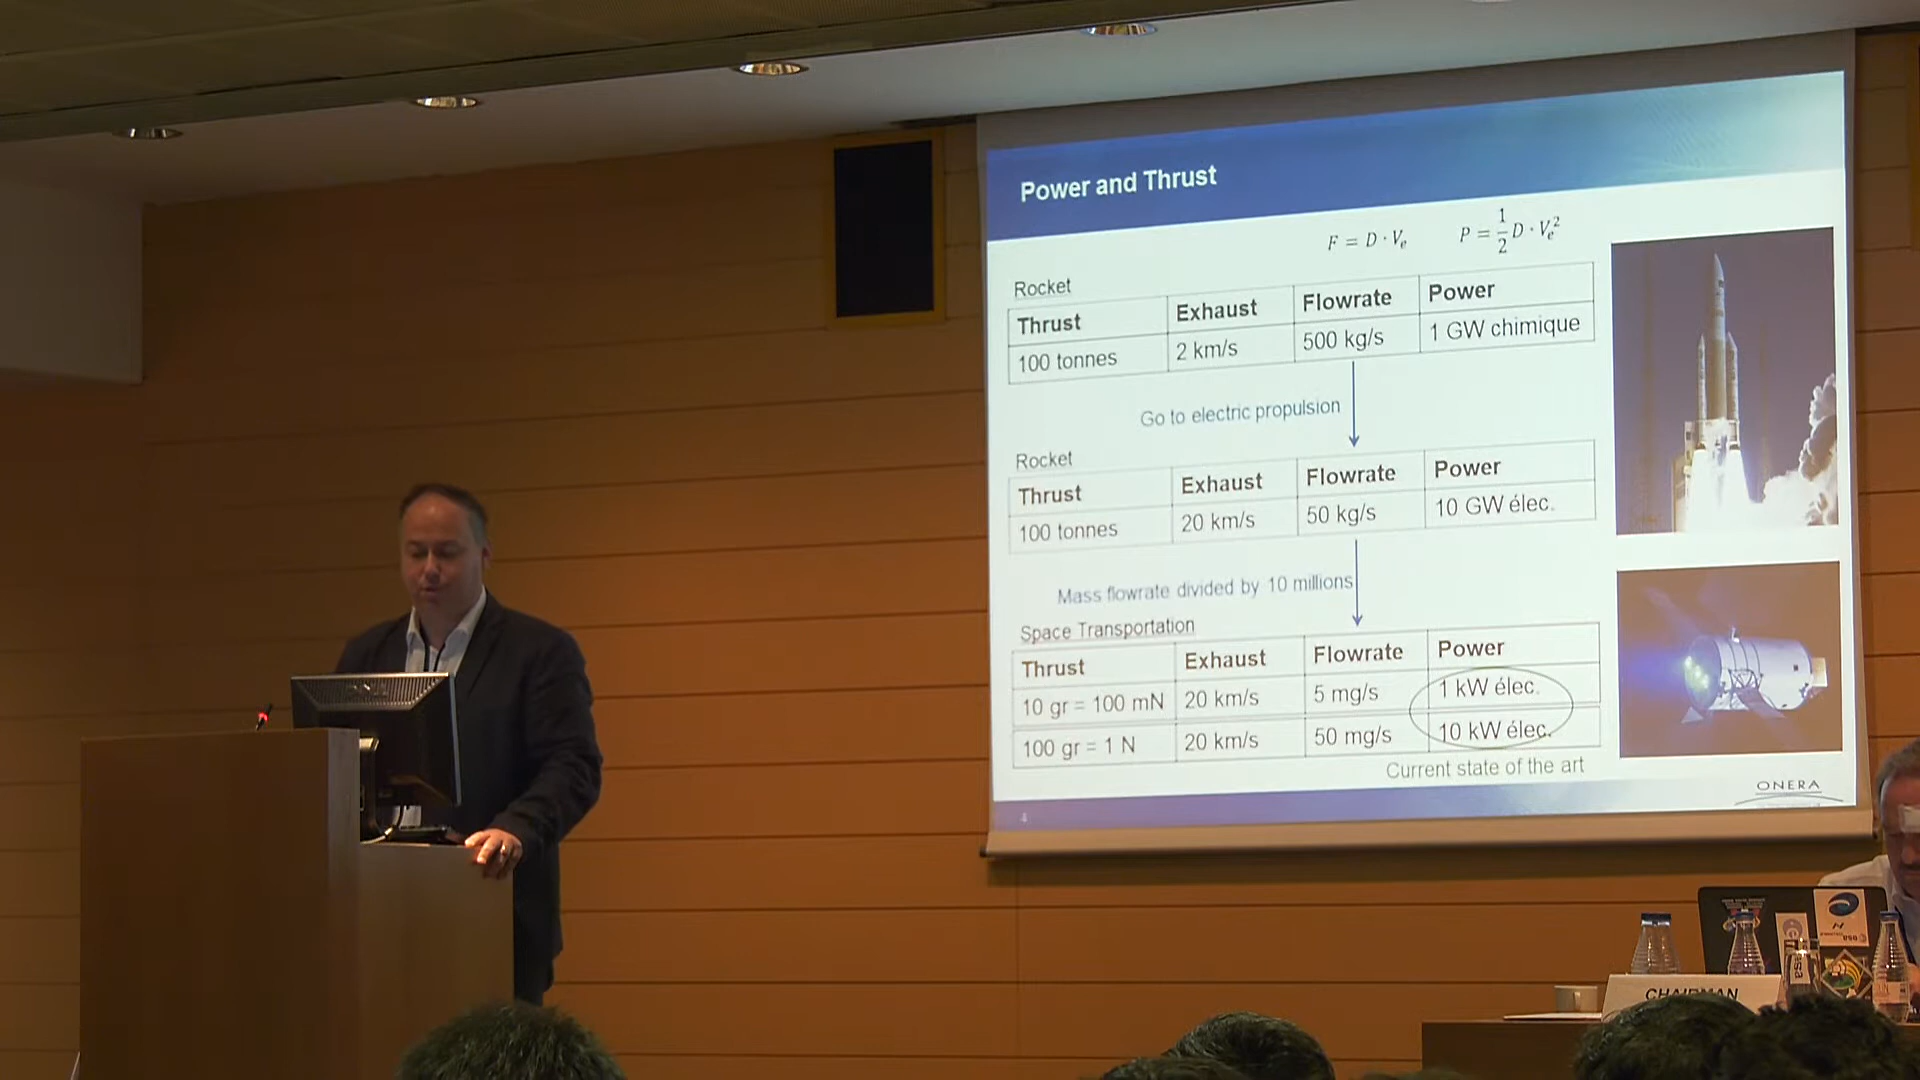 Power and Thrust
F = D · Ve P = 1/2 D · Ve²
Rocket
Thrust Exhaust Flowrate Power
100 tonnes 2 km/s 500 kg/s 1 GW chimique
Go to electric propulsion
Rocket
Thrust Exhaust Flowrate Power
100 tonnes 20 km/s 50 kg/s 10 GW élec.
Mass flowrate divided by 10 millions
Space Transportation
Thrust Exhaust Flowrate Power
10 gr = 100 mN 20 km/s 5 mg/s 1 kW élec.
100 gr = 1 N 20 km/s 50 mg/s 10 kW élec.
Current state of the art
ONERA
4
CHAIRMAN
esa